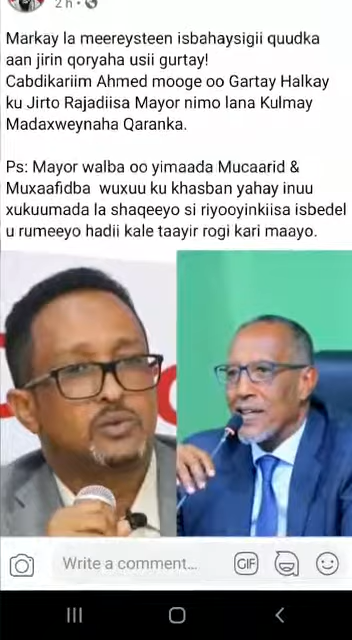 2 h
Markay la meereysteen isbahaysigii quudka
aan jirin qoryaha usii gurtay!
Cabdikariim Ahmed mooge oo Gartay Halkay
ku Jirto Rajadiisa Mayor nimo lana Kulmay
Madaxweynaha Qaranka.
Ps: Mayor walba oo yimaada Mucaarid &
Muxaafidba wuxuu ku khasban yahay inuu
xukuumada la shaqeeyo si riyooyinkiisa isbedel
u rumeeyo hadii kale taayir rogi kari maayo.
Write a comment...
GIF